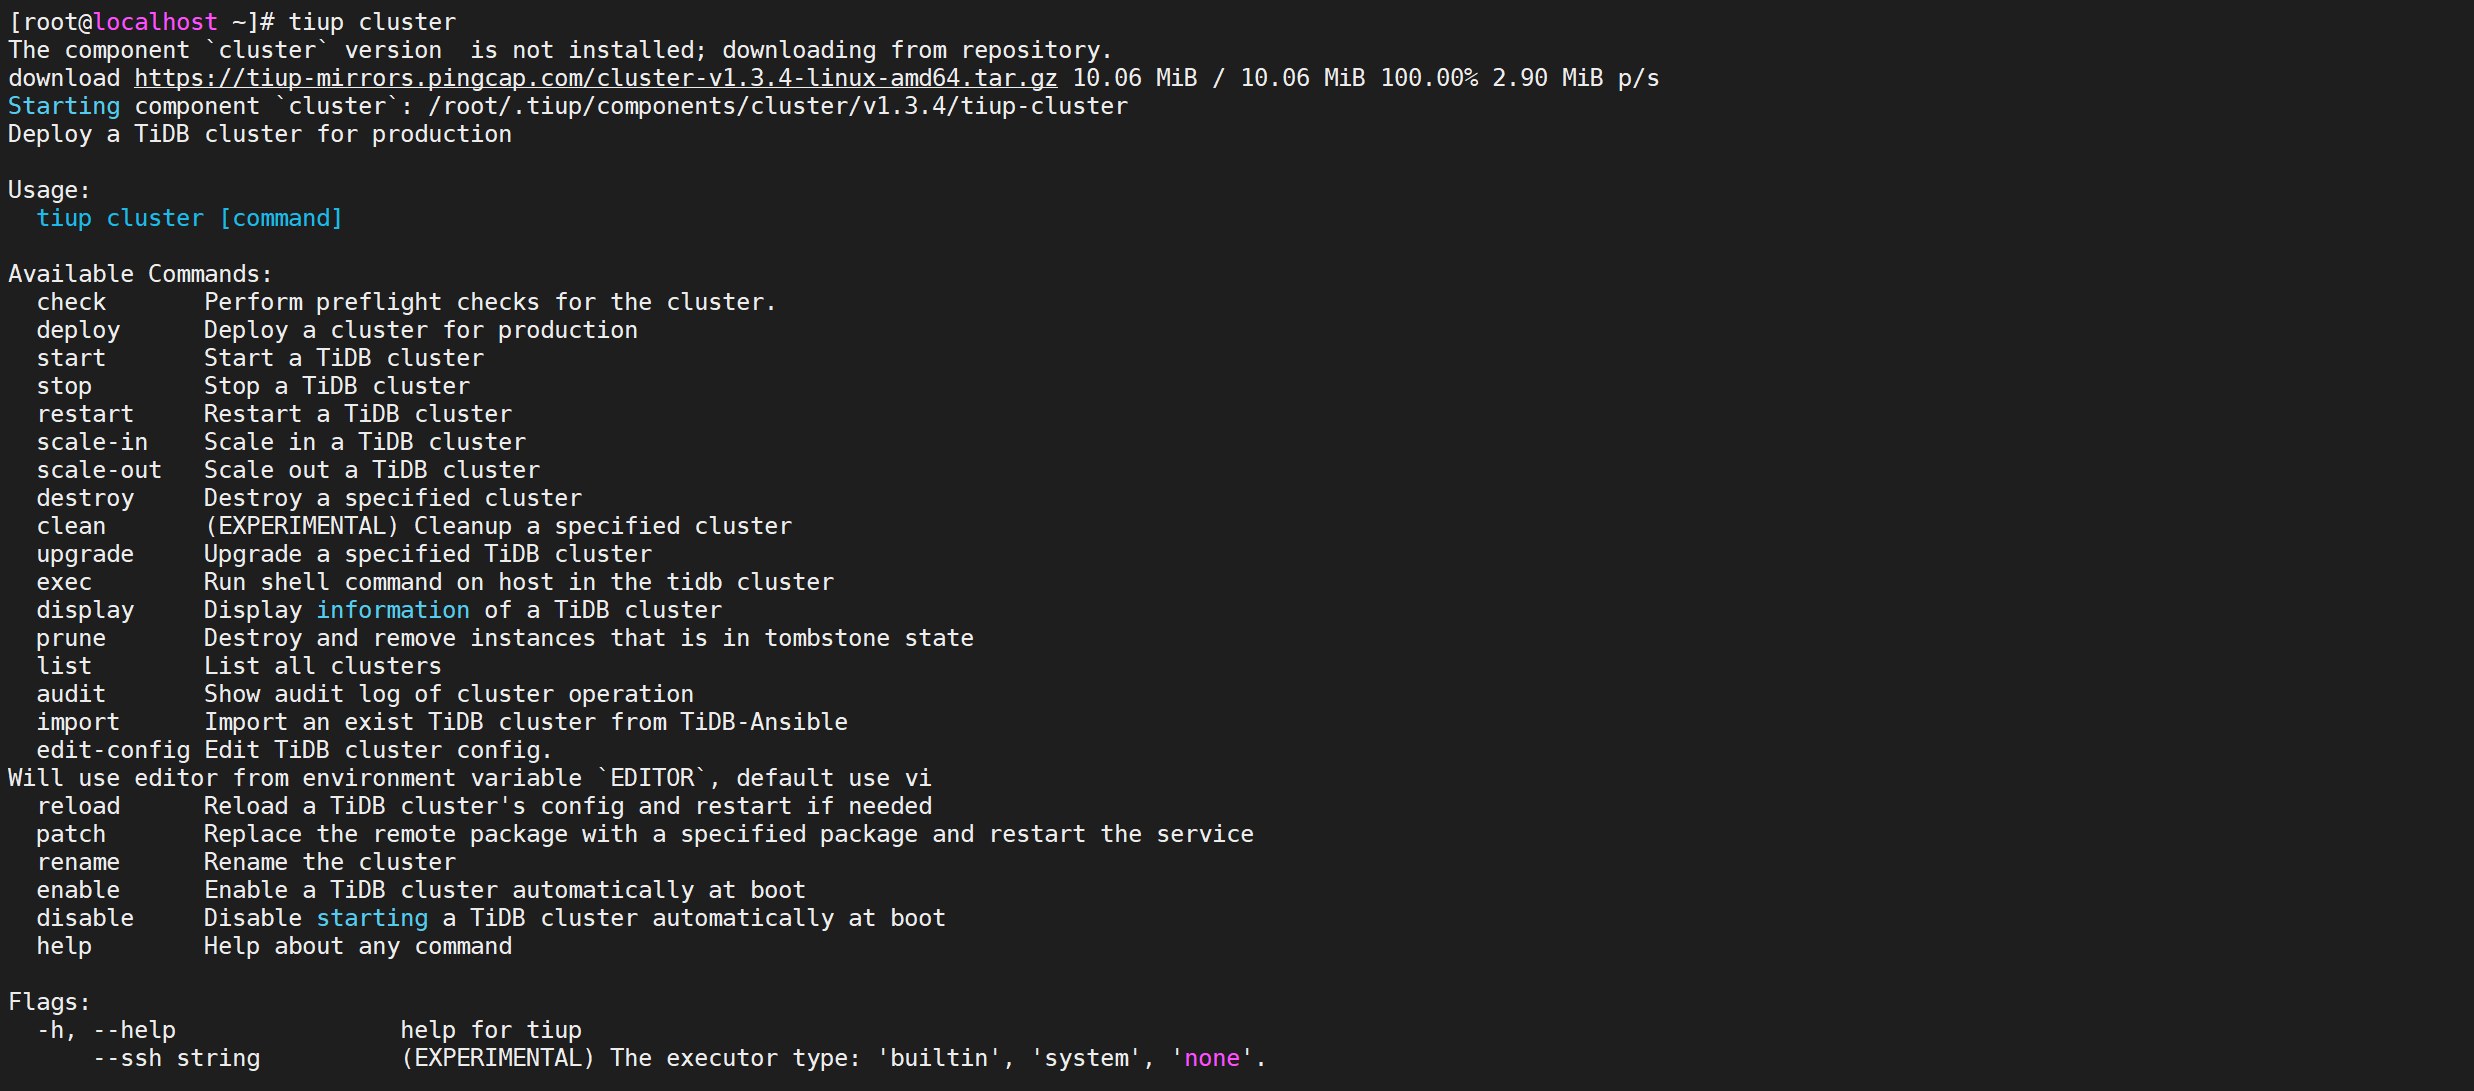 [root@localhost ~]# tiup cluster
The component `cluster` version  is not installed; downloading from repository.
download https://tiup-mirrors.pingcap.com/cluster-v1.3.4-linux-amd64.tar.gz 10.06 MiB / 10.06 MiB 100.00% 2.90 MiB p/s
Starting component `cluster`: /root/.tiup/components/cluster/v1.3.4/tiup-cluster
Deploy a TiDB cluster for production

Usage:
  tiup cluster [command]

Available Commands:
  check       Perform preflight checks for the cluster.
  deploy      Deploy a cluster for production
  start       Start a TiDB cluster
  stop        Stop a TiDB cluster
  restart     Restart a TiDB cluster
  scale-in    Scale in a TiDB cluster
  scale-out   Scale out a TiDB cluster
  destroy     Destroy a specified cluster
  clean       (EXPERIMENTAL) Cleanup a specified cluster
  upgrade     Upgrade a specified TiDB cluster
  exec        Run shell command on host in the tidb cluster
  display     Display information of a TiDB cluster
  prune       Destroy and remove instances that is in tombstone state
  list        List all clusters
  audit       Show audit log of cluster operation
  import      Import an exist TiDB cluster from TiDB-Ansible
  edit-config Edit TiDB cluster config.
Will use editor from environment variable `EDITOR`, default use vi
  reload      Reload a TiDB cluster's config and restart if needed
  patch       Replace the remote package with a specified package and restart the service
  rename      Rename the cluster
  enable      Enable a TiDB cluster automatically at boot
  disable     Disable starting a TiDB cluster automatically at boot
  help        Help about any command

Flags:
  -h, --help                help for tiup
      --ssh string          (EXPERIMENTAL) The executor type: 'builtin', 'system', 'none'.